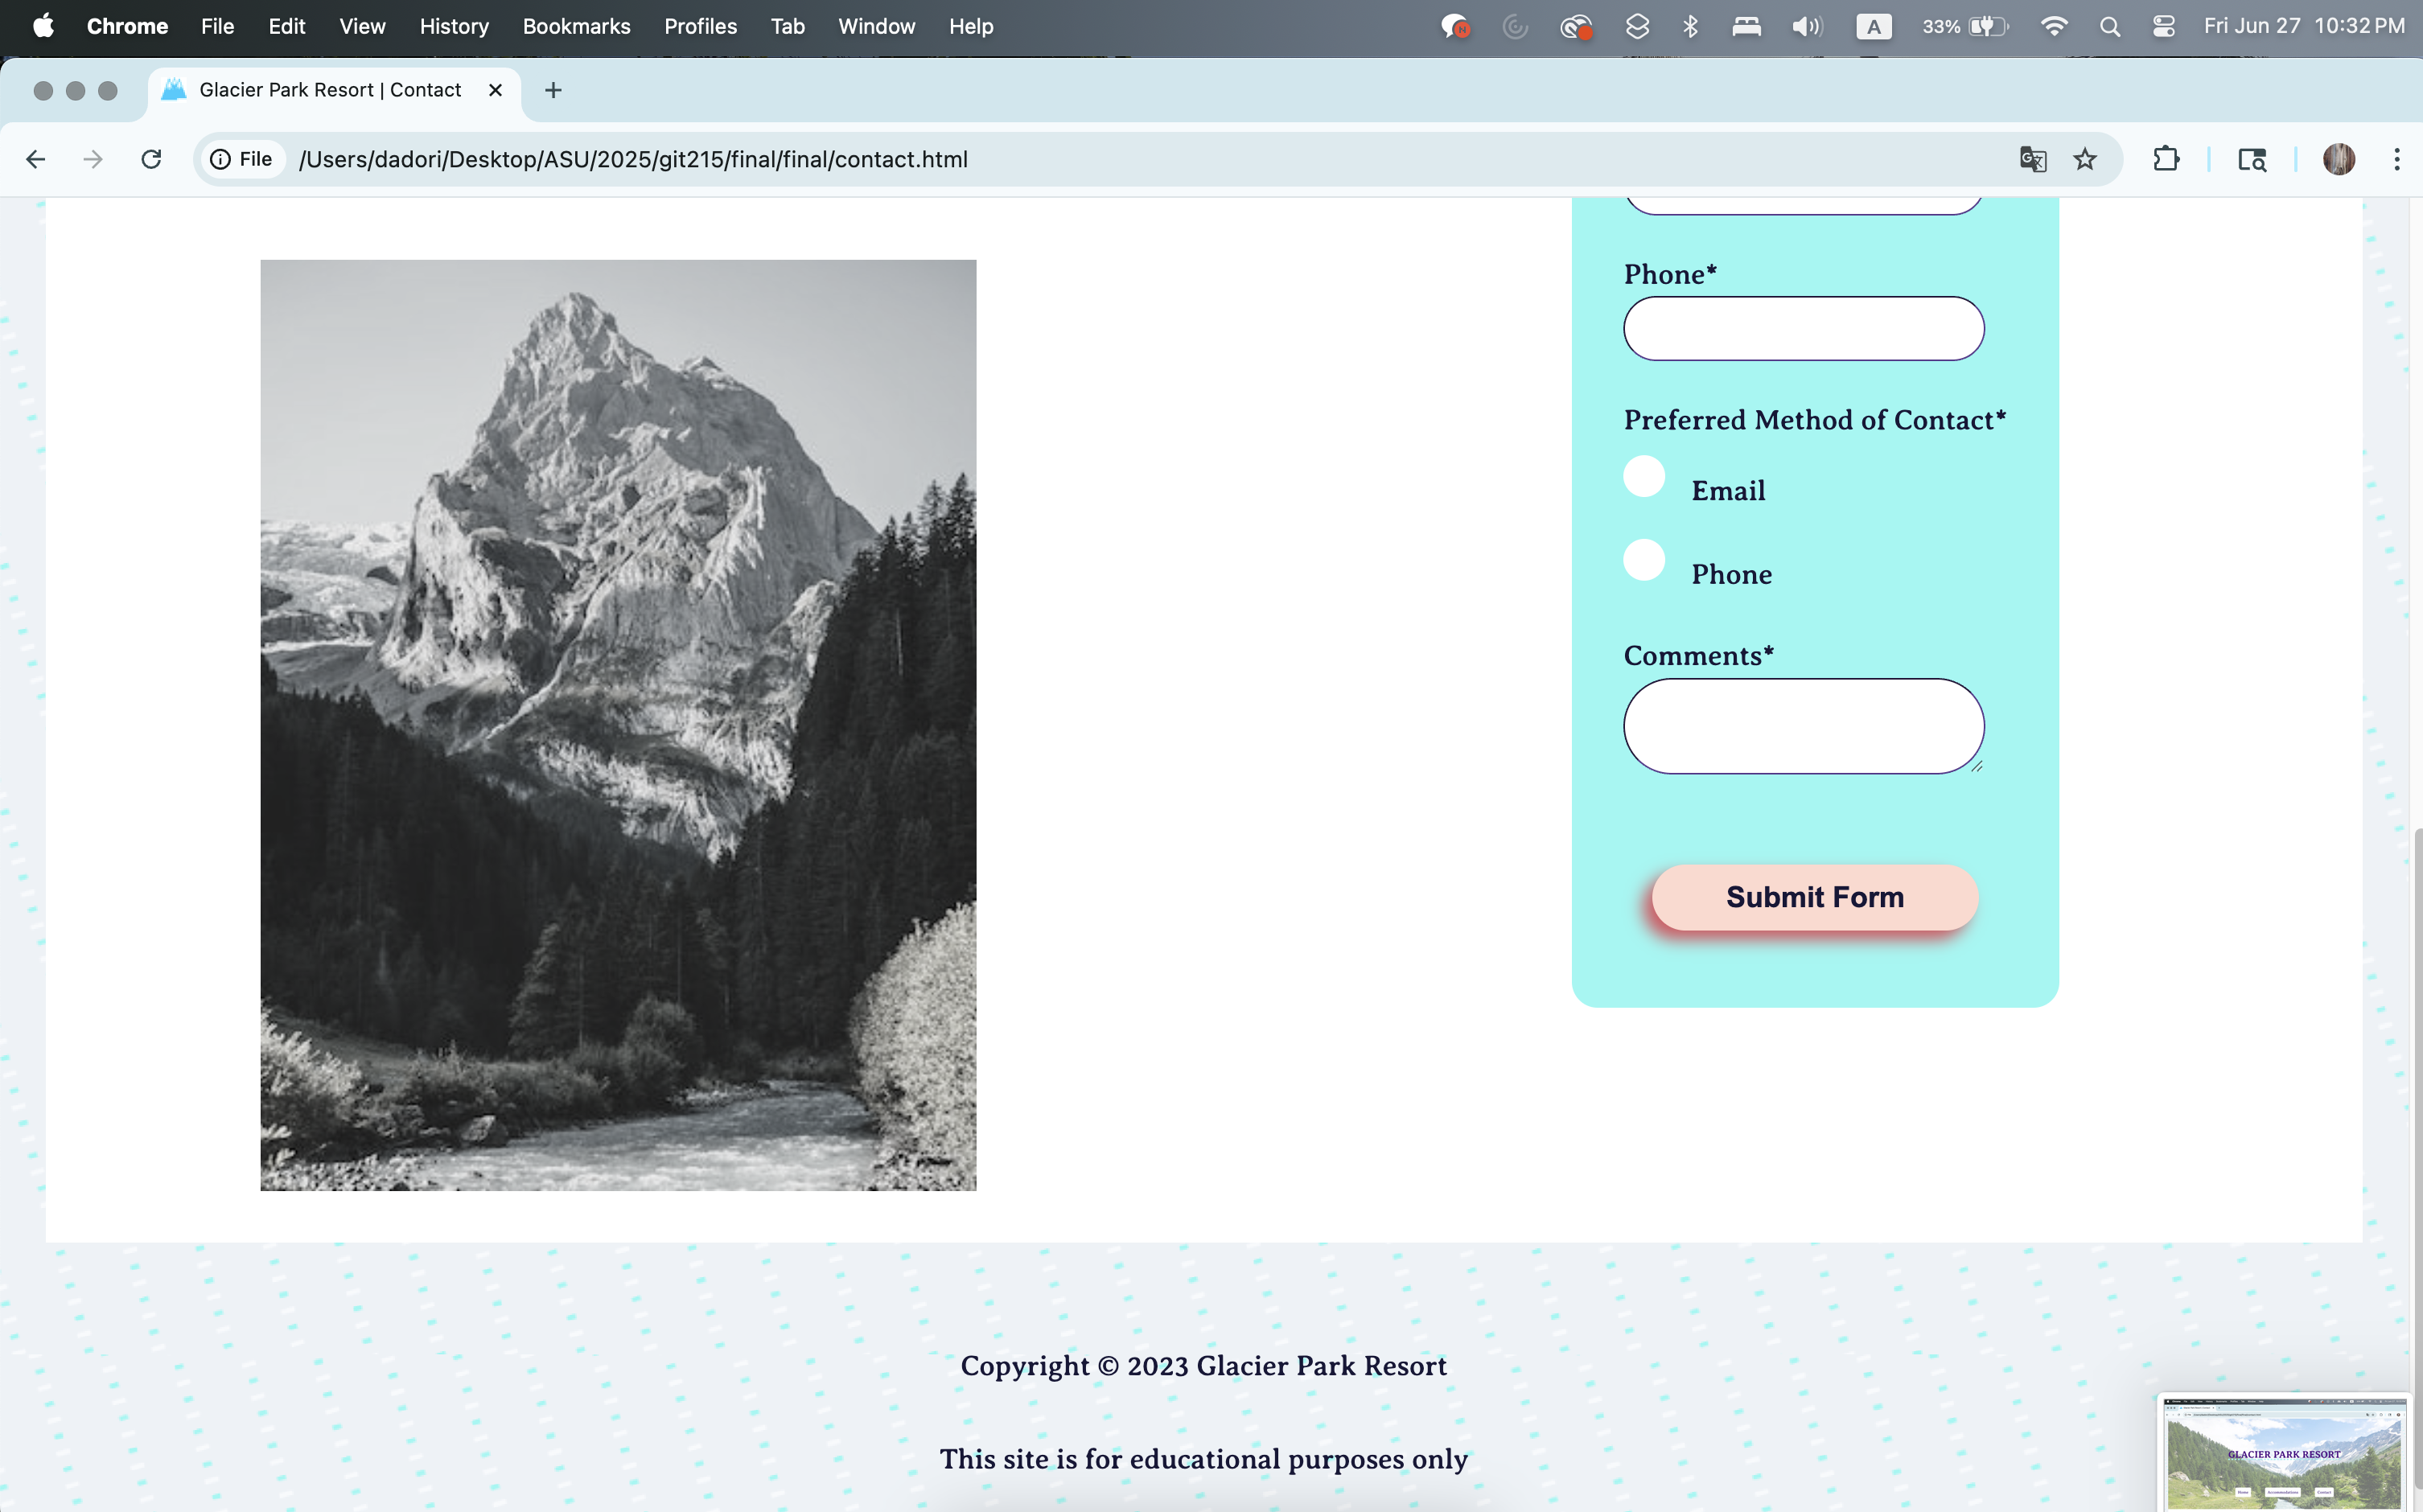 Chrome File Edit View History Bookmarks Profiles Tab Window Help N A 33% Fri Jun 27 10:32 PM
Glacier Park Resort | Contact
File /Users/dadori/Desktop/ASU/2025/git215/final/final/contact.html
Phone*
Preferred Method of Contact*
Email
Phone
Comments*
Submit Form
Copyright © 2023 Glacier Park Resort
This site is for educational purposes only
GLACIER PARK RESORT
Home Accommodations Contact